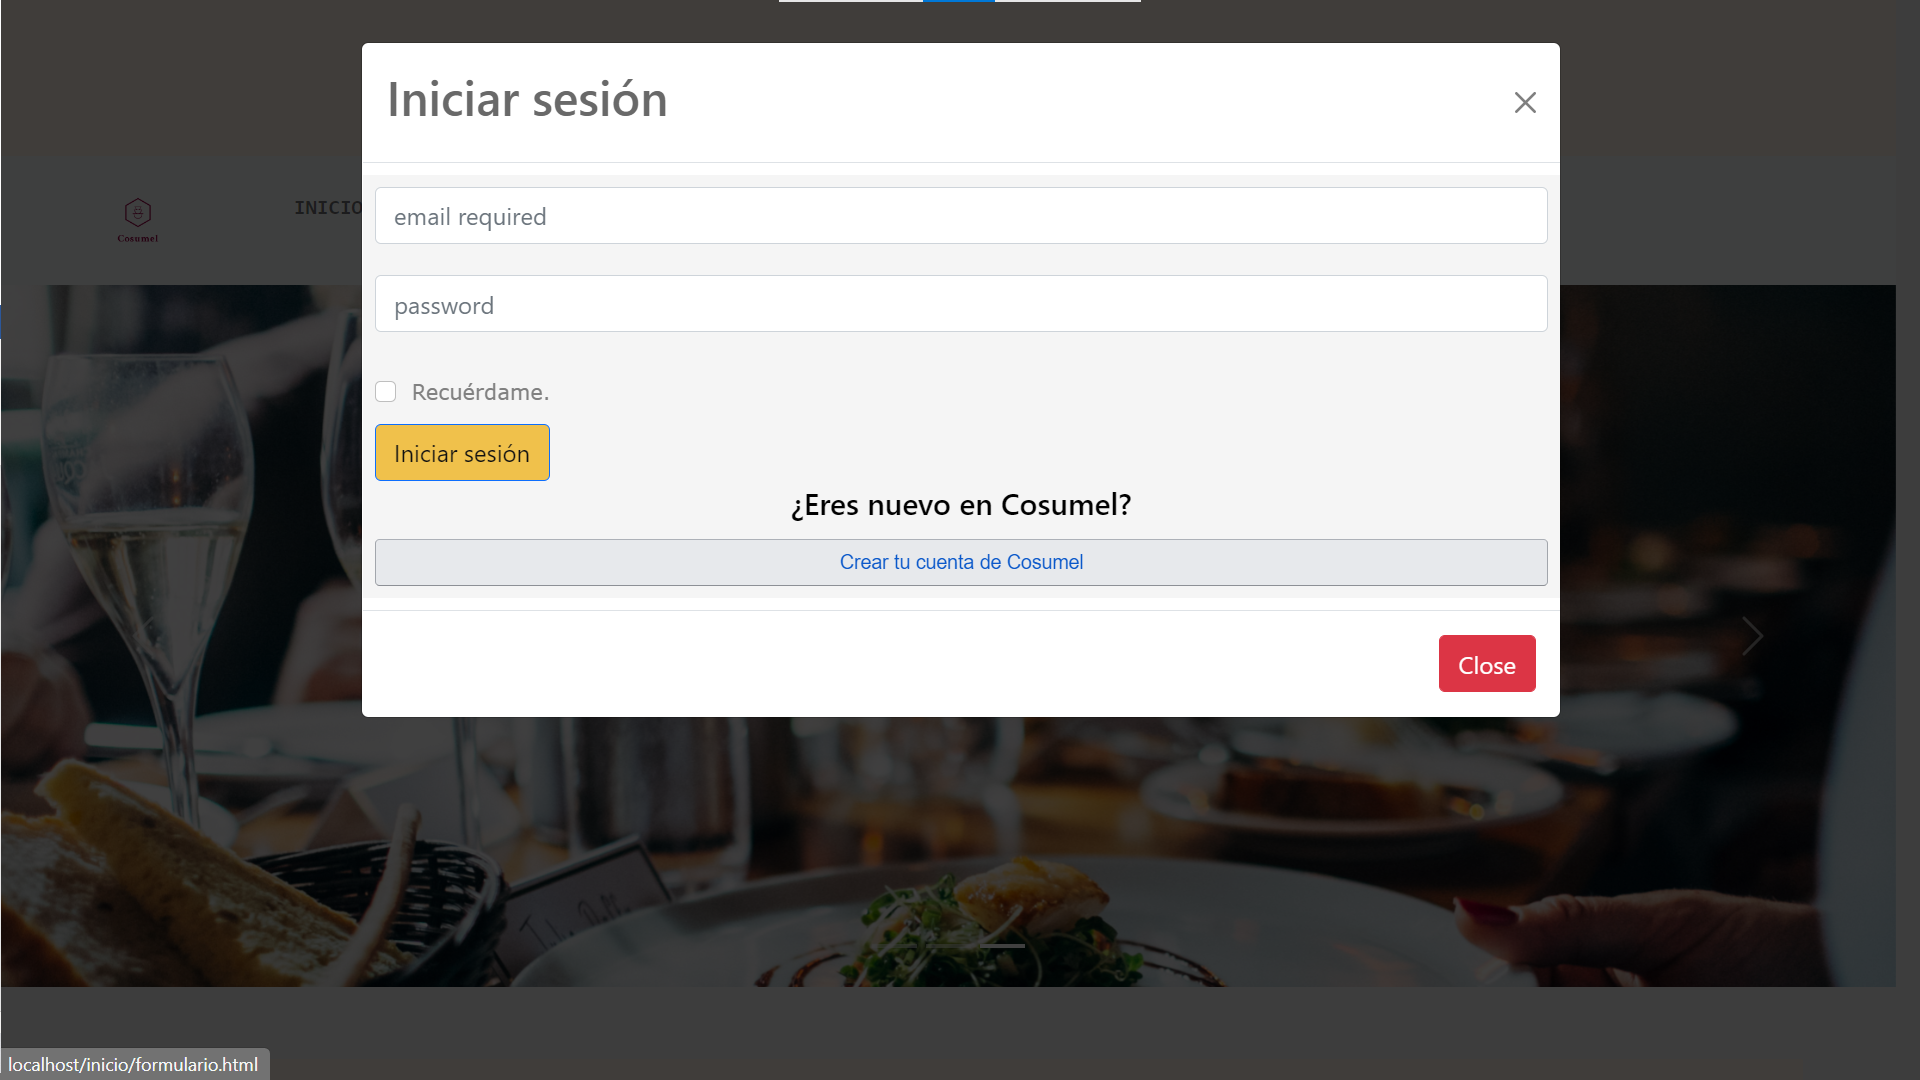 Iniciar sesión
INICIO
Cosumel
email required
password
Recuérdame.
Iniciar sesión
¿Eres nuevo en Cosumel?
Crear tu cuenta de Cosumel
Close
localhost/inicio/formulario.html